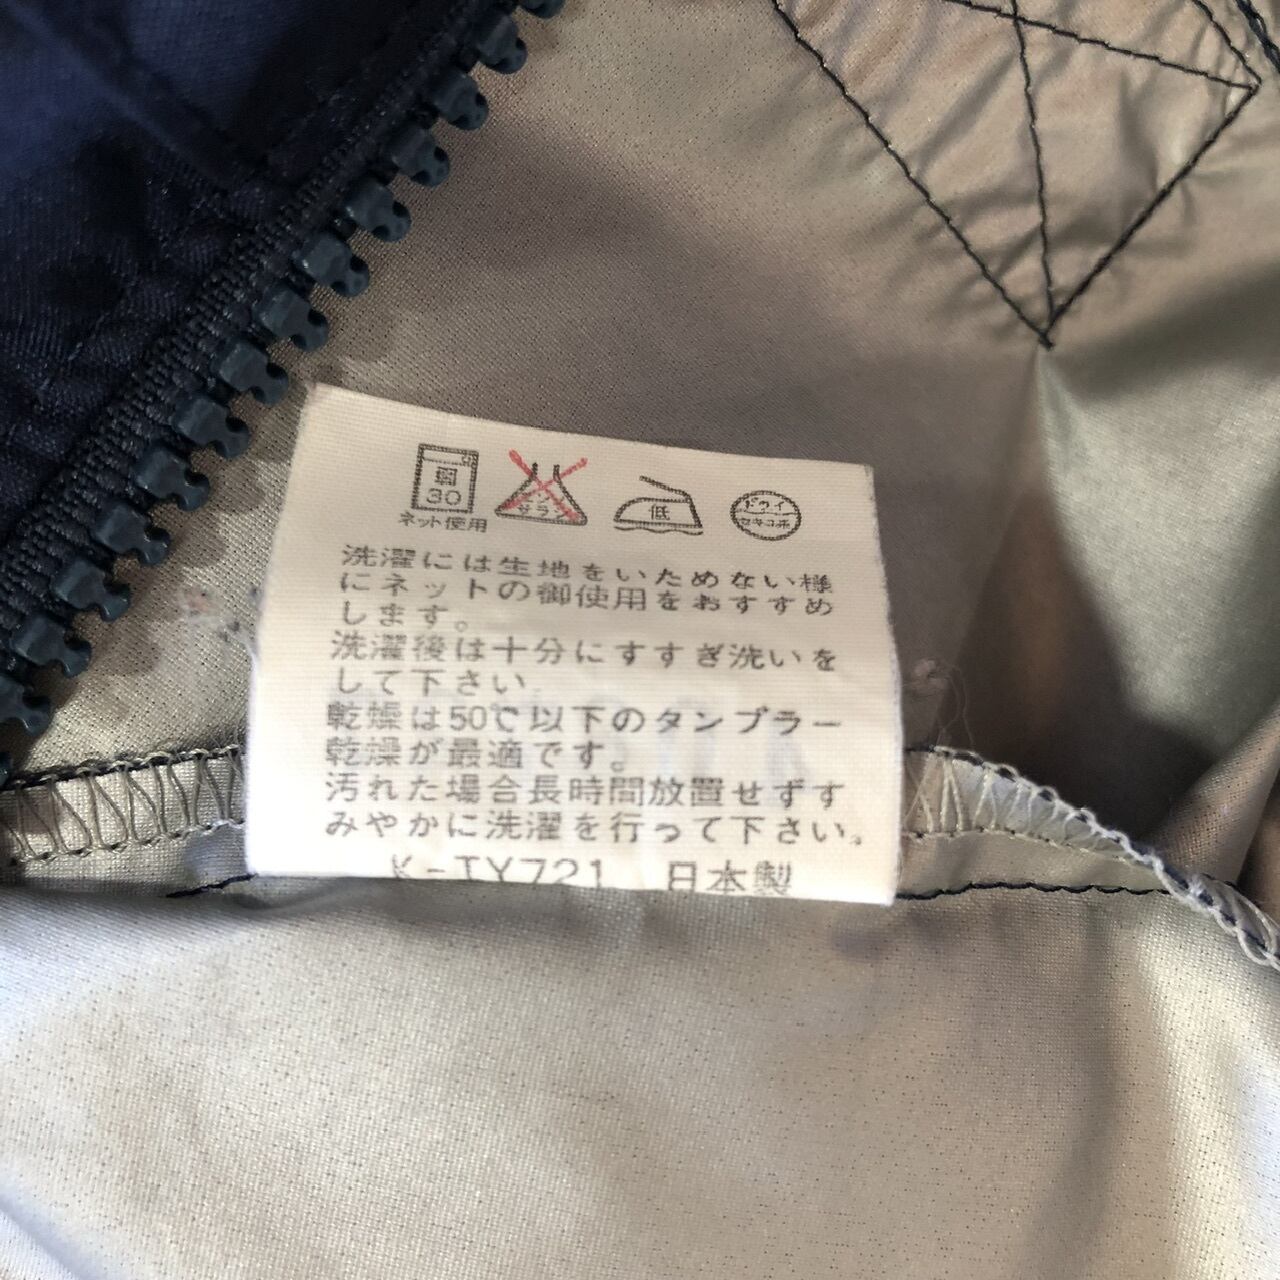 弱
30
ネット使用
エンソ
サラシ
低
ドライ
セキユ系
洗濯には生地をいためない様
にネットの御使用をおすすめ
します。
洗濯後は十分にすすぎ洗いを
して下さい
乾燥は50℃以下のタンブラー
乾燥が最適です。
汚れた場合長時間放置せずす
みやかに洗濯を行って下さい。
K-TY721 日本製